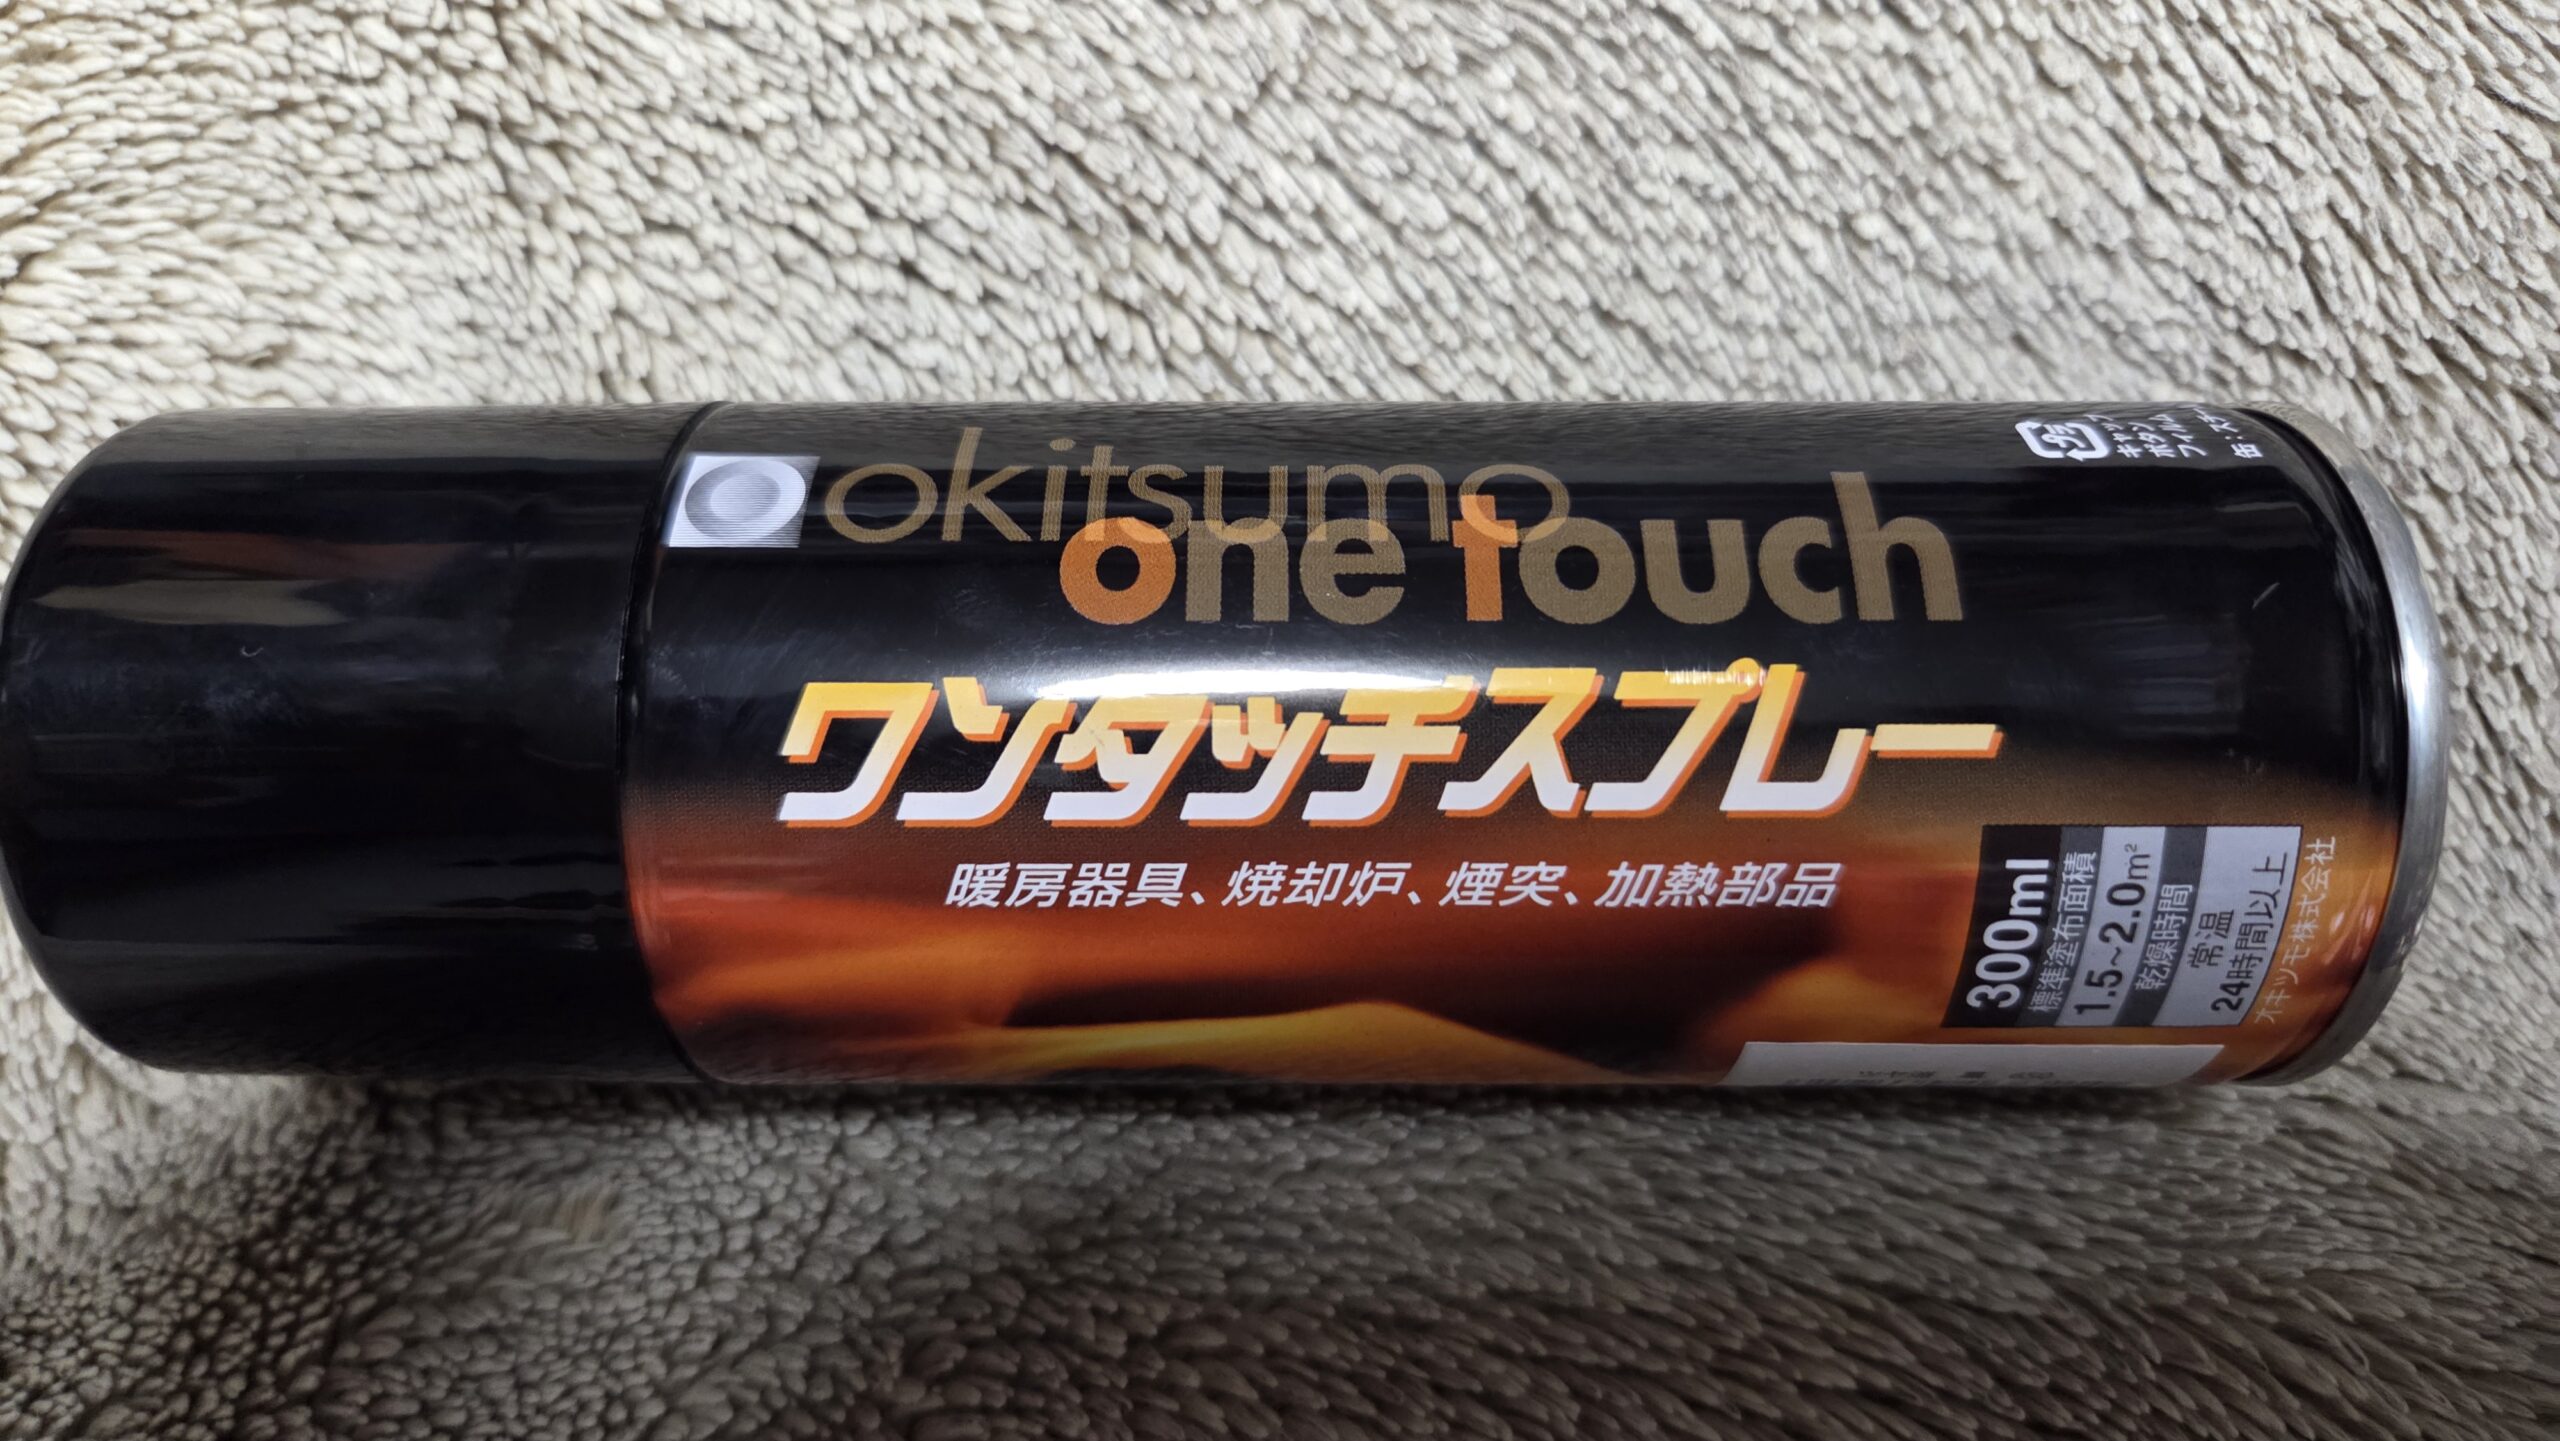 okitsumo
one touch
ワンタッチスプレー
暖房器具、焼却炉、煙突、加熱部品
300ml
標準塗布面積
1.5~2.0m²
乾燥時間
常温
24時間以上
オキツモ株式会社
プラ